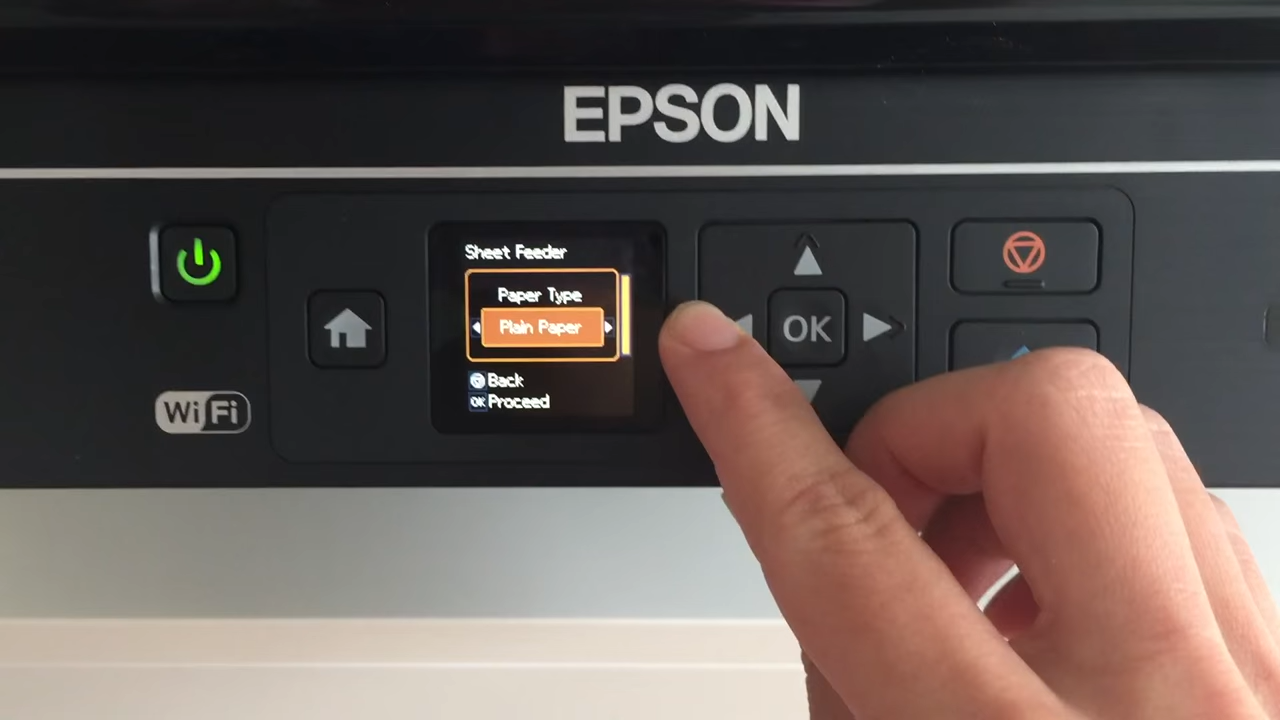 EPSON
Sheet Feeder
Paper Type
Plain Paper
Back
OK Proceed
OK
WiFi